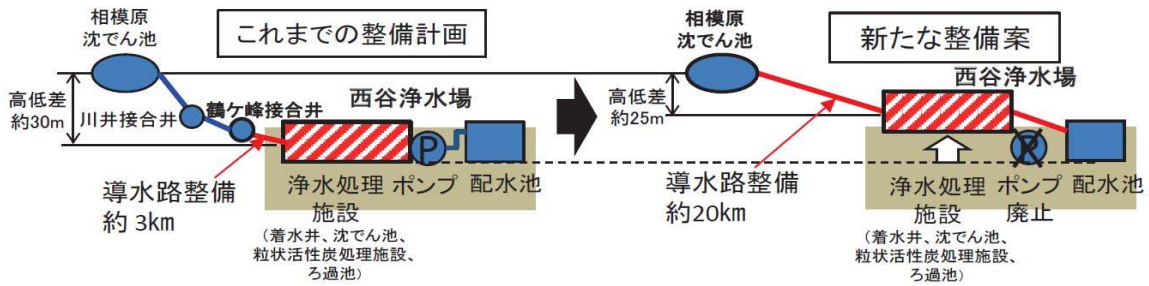 これまでの整備計画
相模原
沈でん池
高低差
約30m
川井接合井
鶴ケ峰接合井
西谷浄水場
P
導水路整備
約 3km
浄水処理
施設
(着水井、沈でん池、
粒状活性炭処理施設、
ろ過池)
ポンプ
配水池
新たな整備案
相模原
沈でん池
高低差
約25m
西谷浄水場
P
導水路整備
約20km
浄水処理
施設
(着水井、沈でん池、
粒状活性炭処理施設、
ろ過池)
ポンプ
廃止
配水池